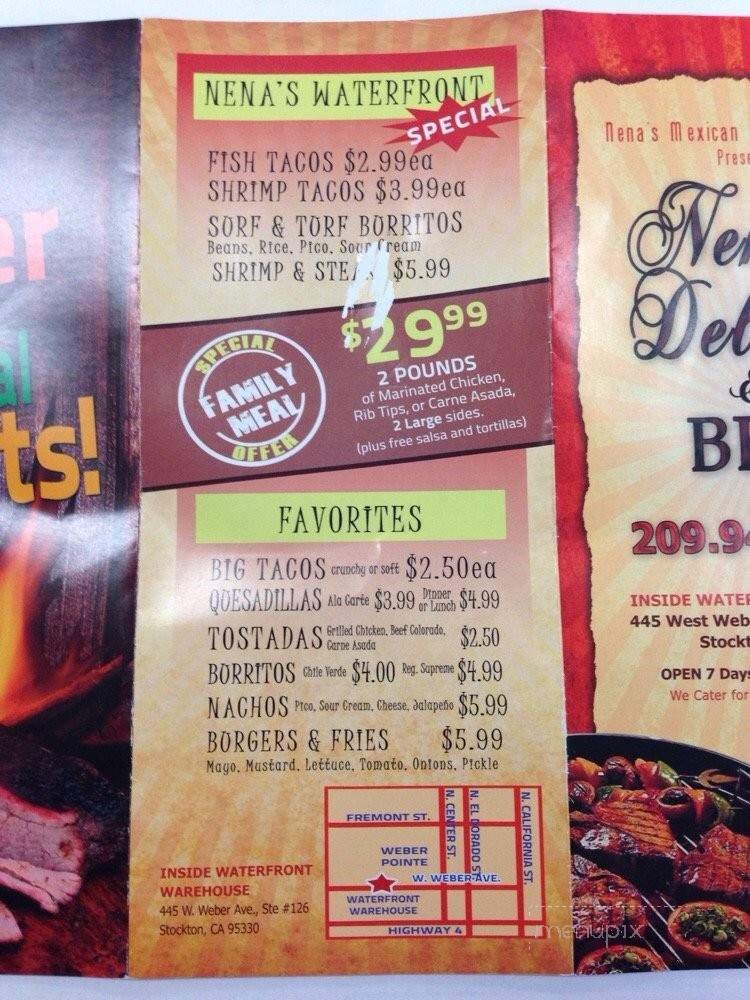 er
al
ts!
NENA'S WATERFRONT
SPECIAL
FISH TACOS $2.99ea
SHRIMP TACOS $3.99ea
SURF & TURF BURRITOS
Beans, Rice, Pico, Sour Cream
SHRIMP & STEAK $5.99
SPECIAL
FAMILY
MEAL
OFFER
$29.99
2 POUNDS
of Marinated Chicken,
Rib Tips, or Carne Asada,
2 Large sides.
(plus free salsa and tortillas)
FAVORITES
BIG TACOS crunchy or soft $2.50ea
QUESADILLAS Ala Carte $3.99 Dinner or Lunch $4.99
TOSTADAS Grilled Chicken, Beef Colorado, Carne Asada $2.50
BURRITOS Chile Verde $4.00 Reg. Supreme $4.99
NACHOS Pico, Sour Cream, Cheese, Jalapeño $5.99
BURGERS & FRIES $5.99
Mayo, Mustard, Lettuce, Tomato, Onions, Pickle
INSIDE WATERFRONT
WAREHOUSE
445 W. Weber Ave., Ste #126
Stockton, CA 95330
FREMONT ST.
N. CENTER ST.
N. EL DORADO ST.
N. CALIFORNIA ST.
WEBER
POINTE
W. WEBER AVE.
WATERFRONT
WAREHOUSE
HIGHWAY 4
Nena's Mexican
Prese
Nen
Del
&
BB
209.94
INSIDE WATER
445 West Web
Stockt
OPEN 7 Days
We Cater for
menupix